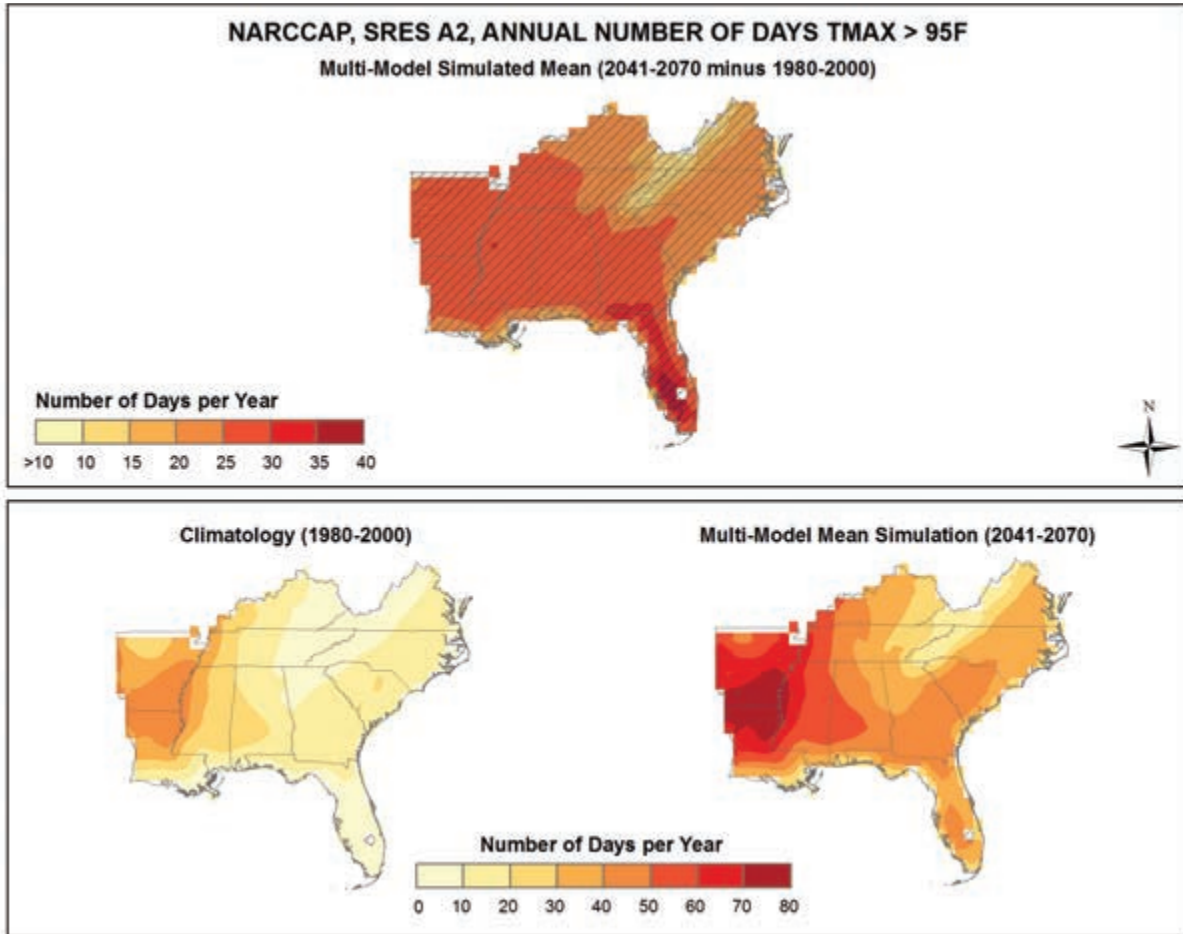 NARCCAP, SRES A2, ANNUAL NUMBER OF DAYS TMAX > 95F
Multi-Model Simulated Mean (2041-2070 minus 1980-2000)
Number of Days per Year
>10 10 15 20 25 30 35 40
N
Climatology (1980-2000)
Multi-Model Mean Simulation (2041-2070)
Number of Days per Year
0 10 20 30 40 50 60 70 80